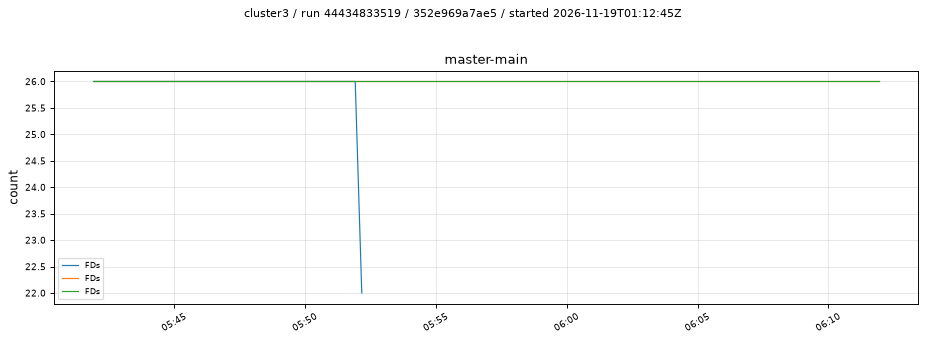 cluster3 / run 44434833519 / 352e969a7ae5 / started 2026-11-19T01:12:45Z
master-main
count
26.0
25.5
25.0
24.5
24.0
23.5
23.0
22.5
22.0
FDs
FDs
FDs
05:45
05:50
05:55
06:00
06:05
06:10